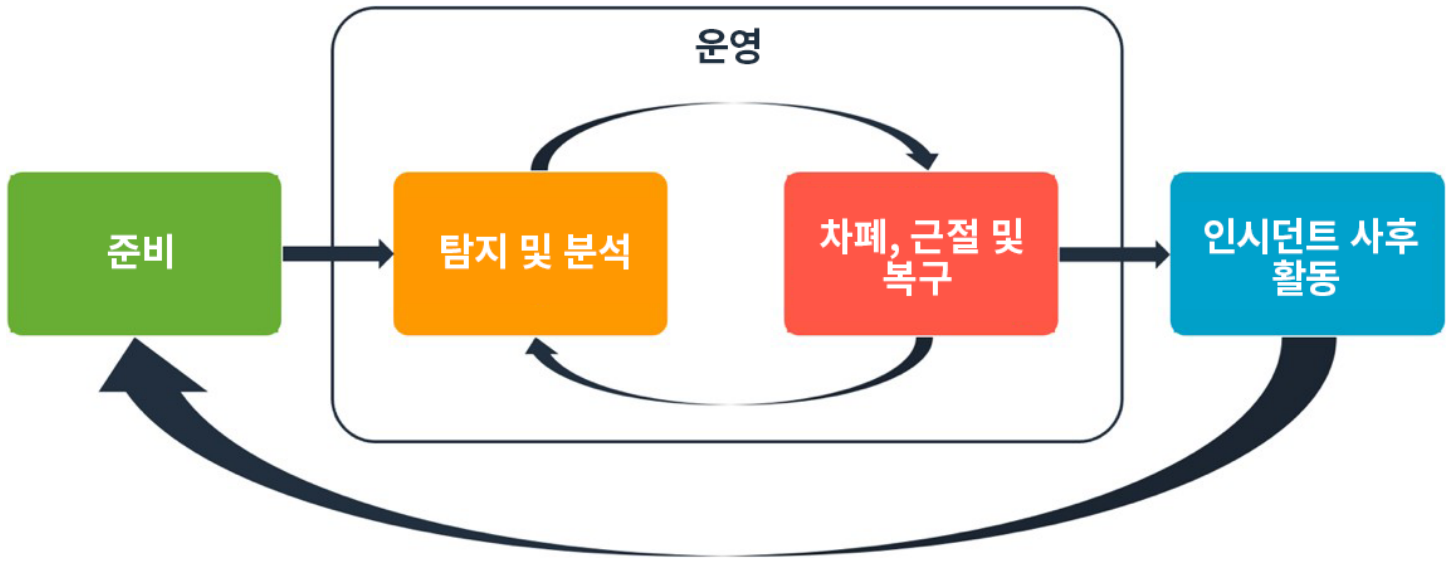 운영
준비
탐지 및 분석
차폐, 근절 및
복구
인시던트 사후
활동